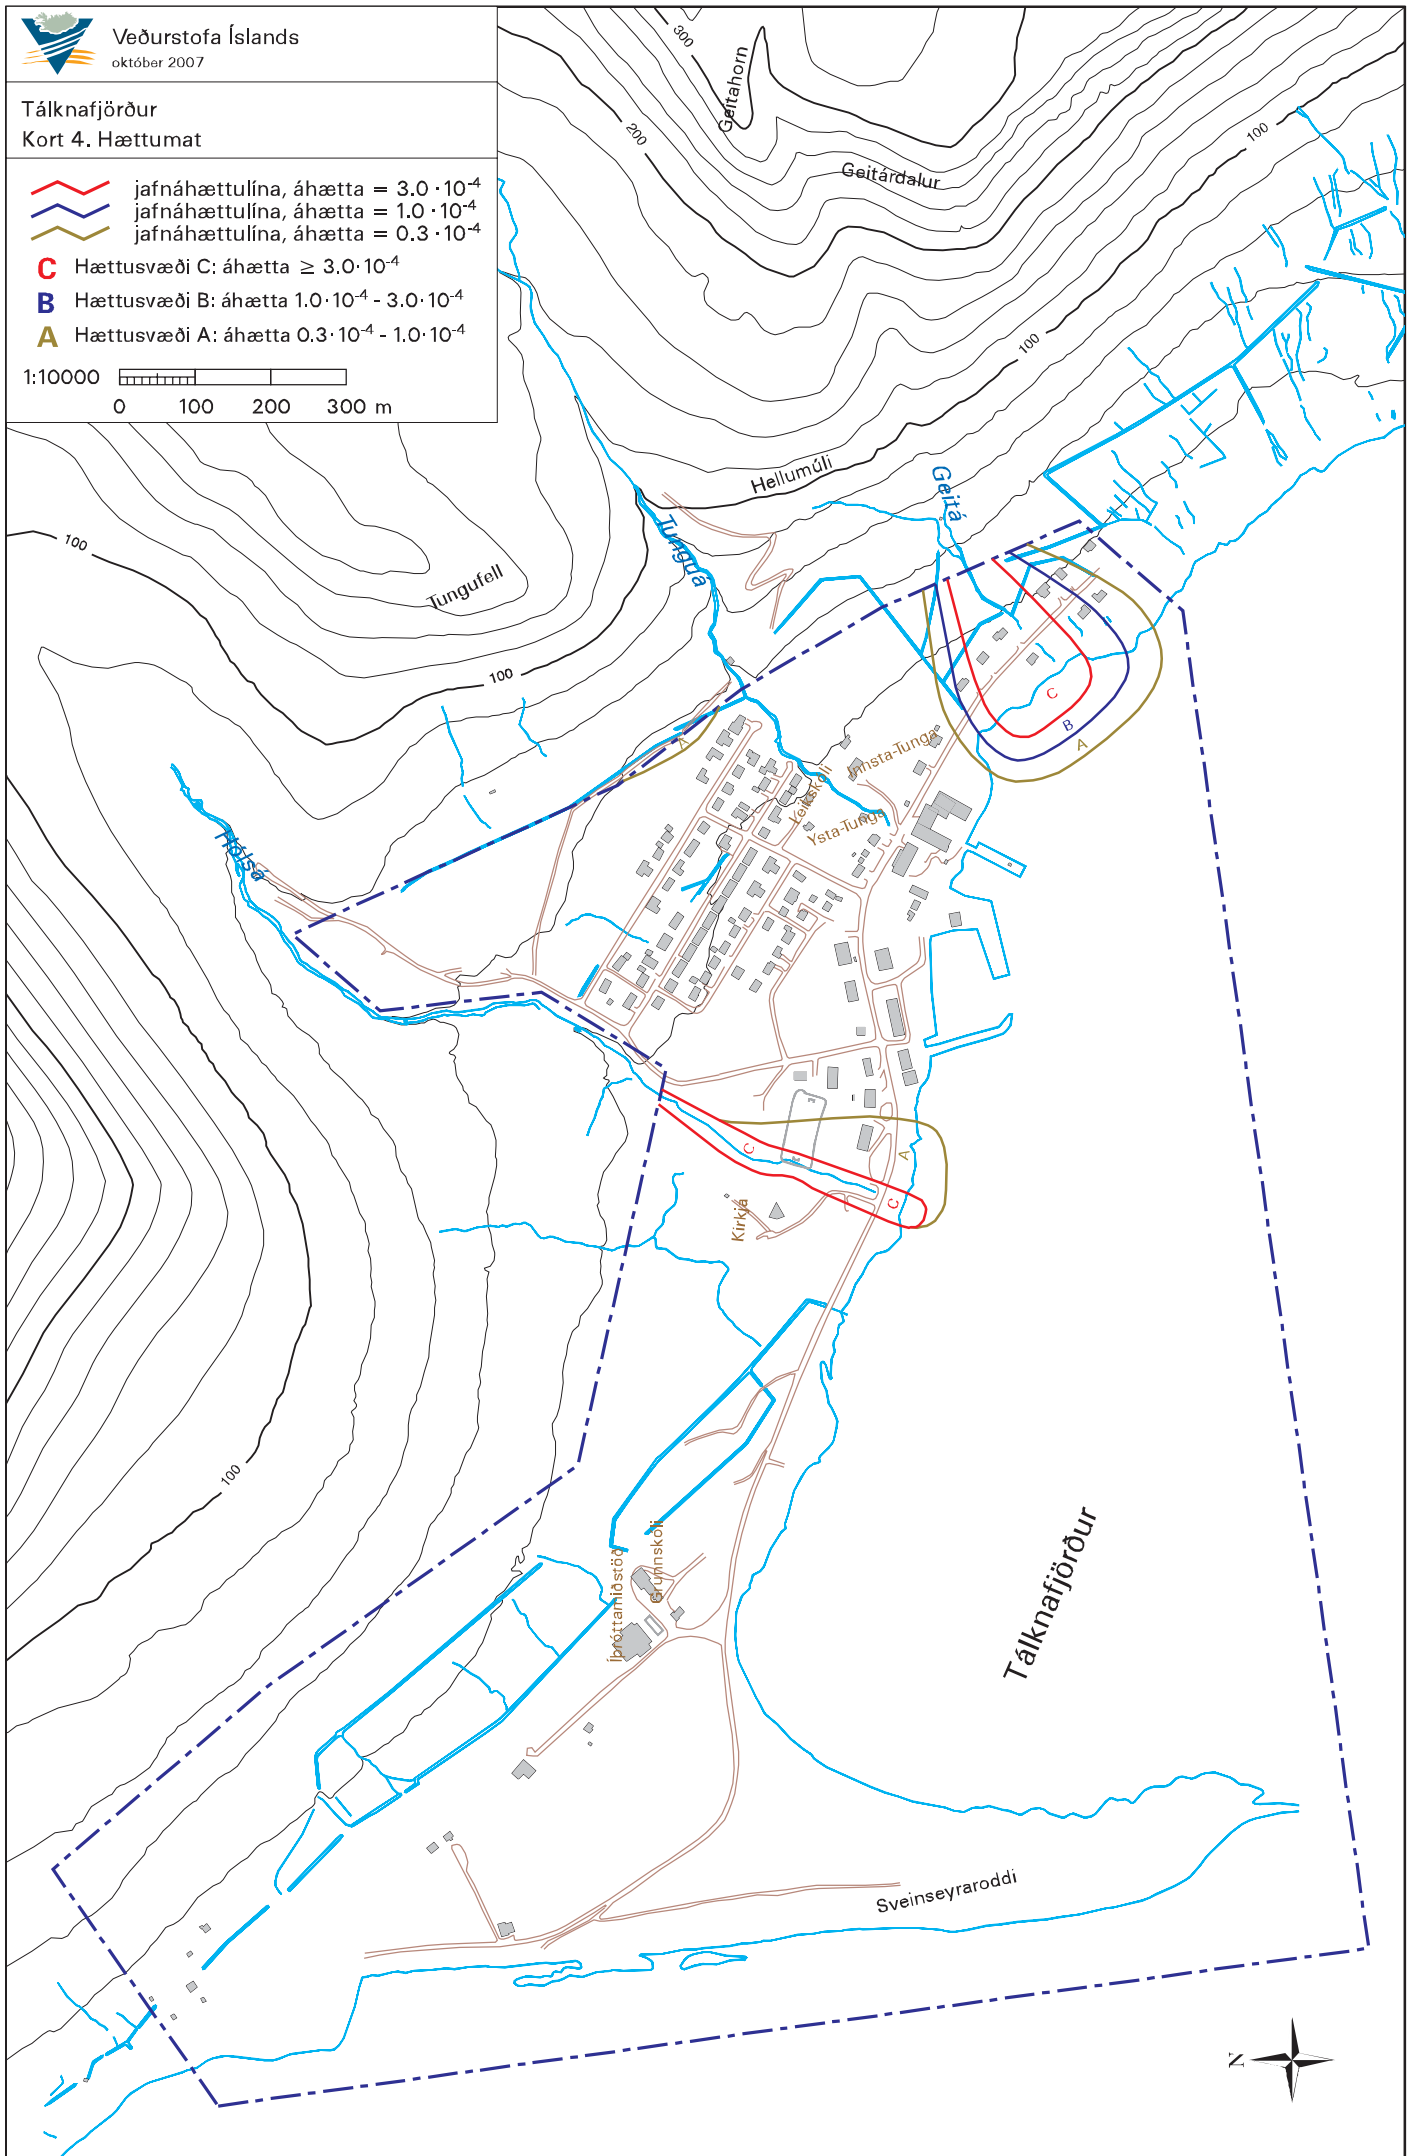 Veðurstofa Íslands
október 2007
Tálknafjörður
Kort 4. Hættumat
jafnáhættulína, áhætta = 3.0·10⁻⁴
jafnáhættulína, áhætta = 1.0·10⁻⁴
jafnáhættulína, áhætta = 0.3·10⁻⁴
C Hættusvæði C: áhætta ≥ 3.0·10⁻⁴
B Hættusvæði B: áhætta 1.0·10⁻⁴ - 3.0·10⁻⁴
A Hættusvæði A: áhætta 0.3·10⁻⁴ - 1.0·10⁻⁴
1:10000
0 100 200 300 m
300
Geitahorn
200
100
Geitárdalur
100
Hellumúli
Geitá
Tunguá
100
Tungufell
100
C
B
A
A
Innsta-Tunga
Leikskóli
Ysta-Tunga
Hólsá
C
A
C
Kirkja
100
Grunnskóli
Íþróttamiðstöð
Tálknafjörður
Sveinseyraroddi
N